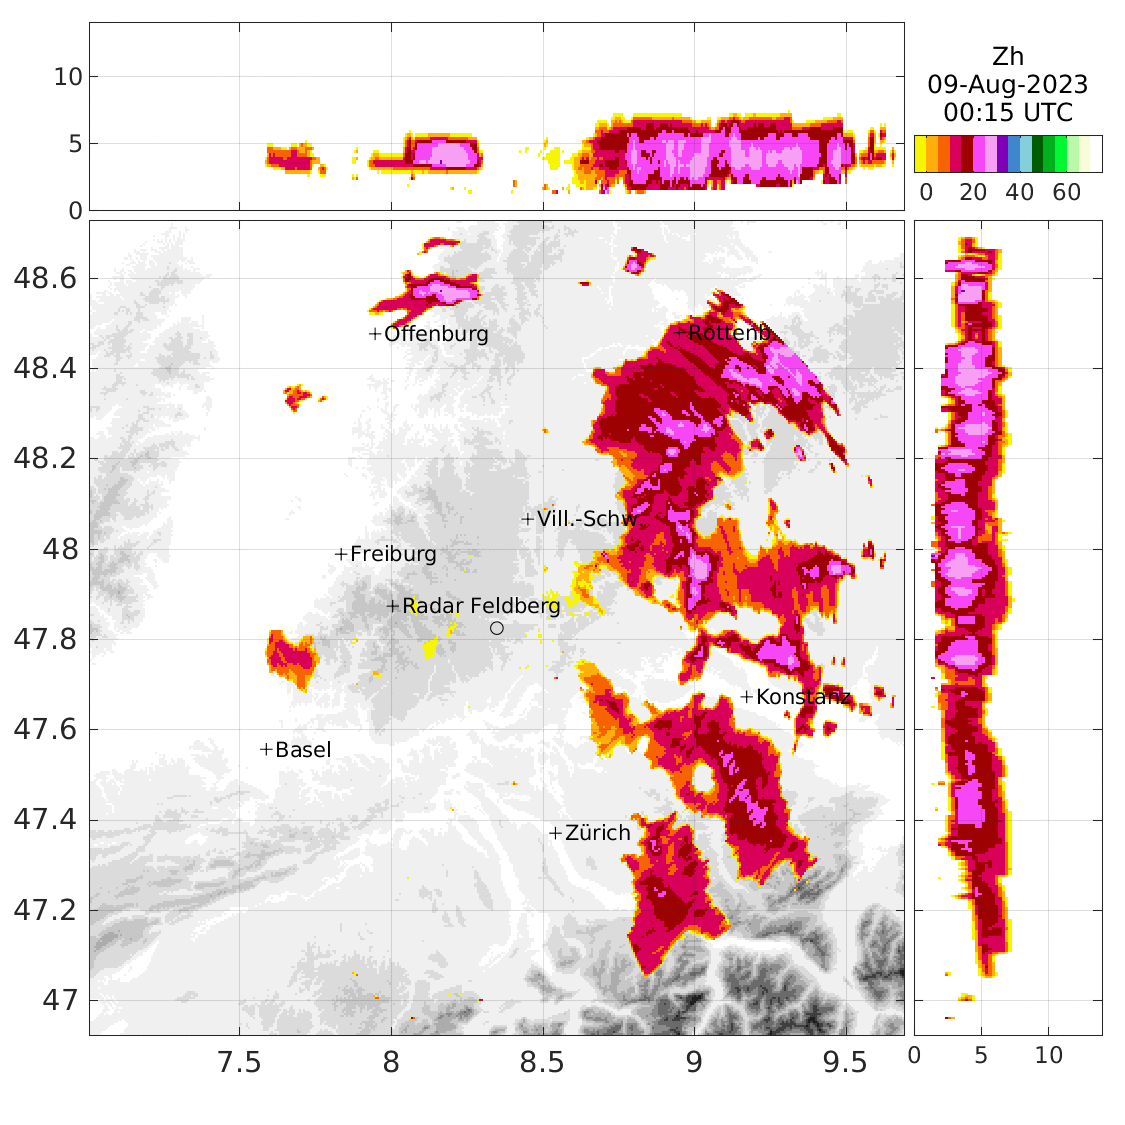 Zh
09-Aug-2023
00:15 UTC
0 20 40 60
10
5
0
48.6
48.4
48.2
48
47.8
47.6
47.4
47.2
47
+Offenburg
+Rottenb.
+Vill.-Schw.
+Freiburg
+Radar Feldberg
+Konstanz
+Basel
+Zürich
7.5 8 8.5 9 9.5
0 5 10